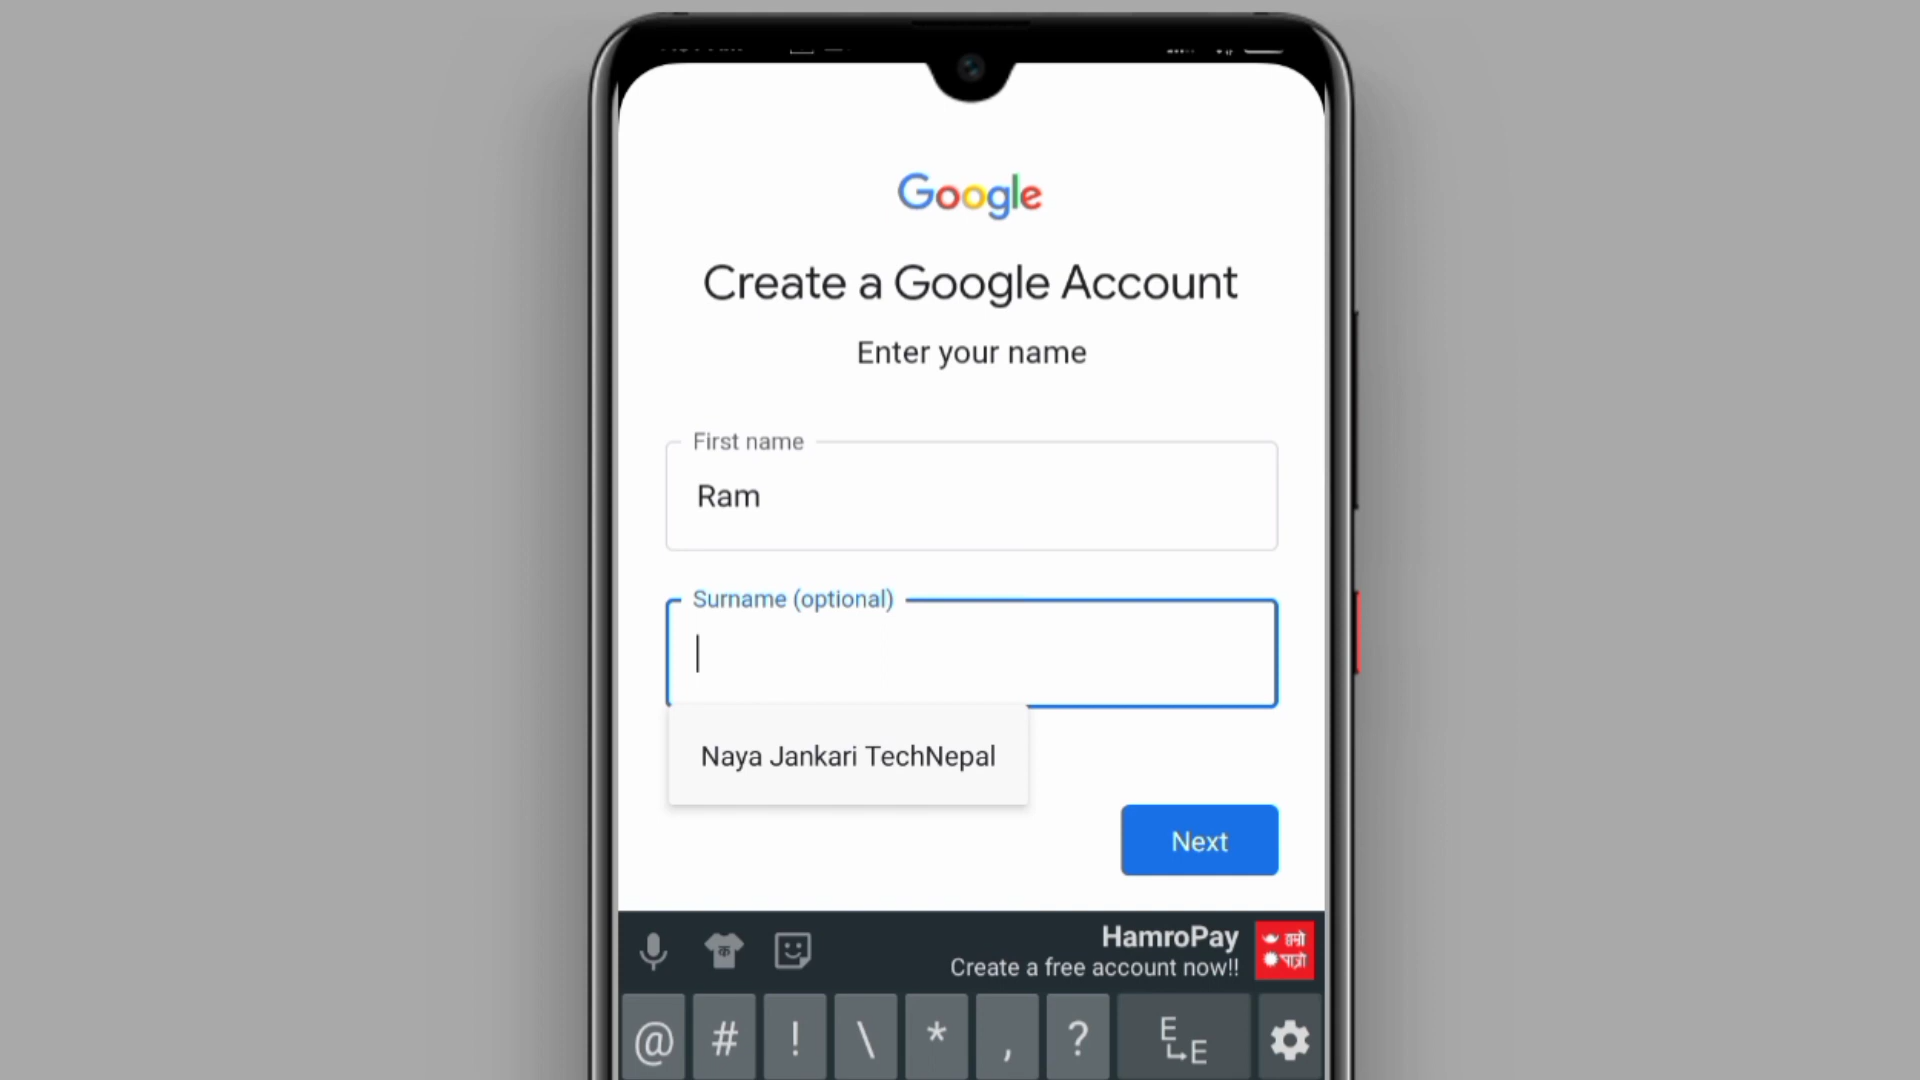 Google
Create a Google Account
Enter your name
First name
Ram
Surname (optional)
Naya Jankari TechNepal
Next
क
HamroPay
Create a free account now!!
हाम्रो
पात्रो
@ # ! \ * , ? E E